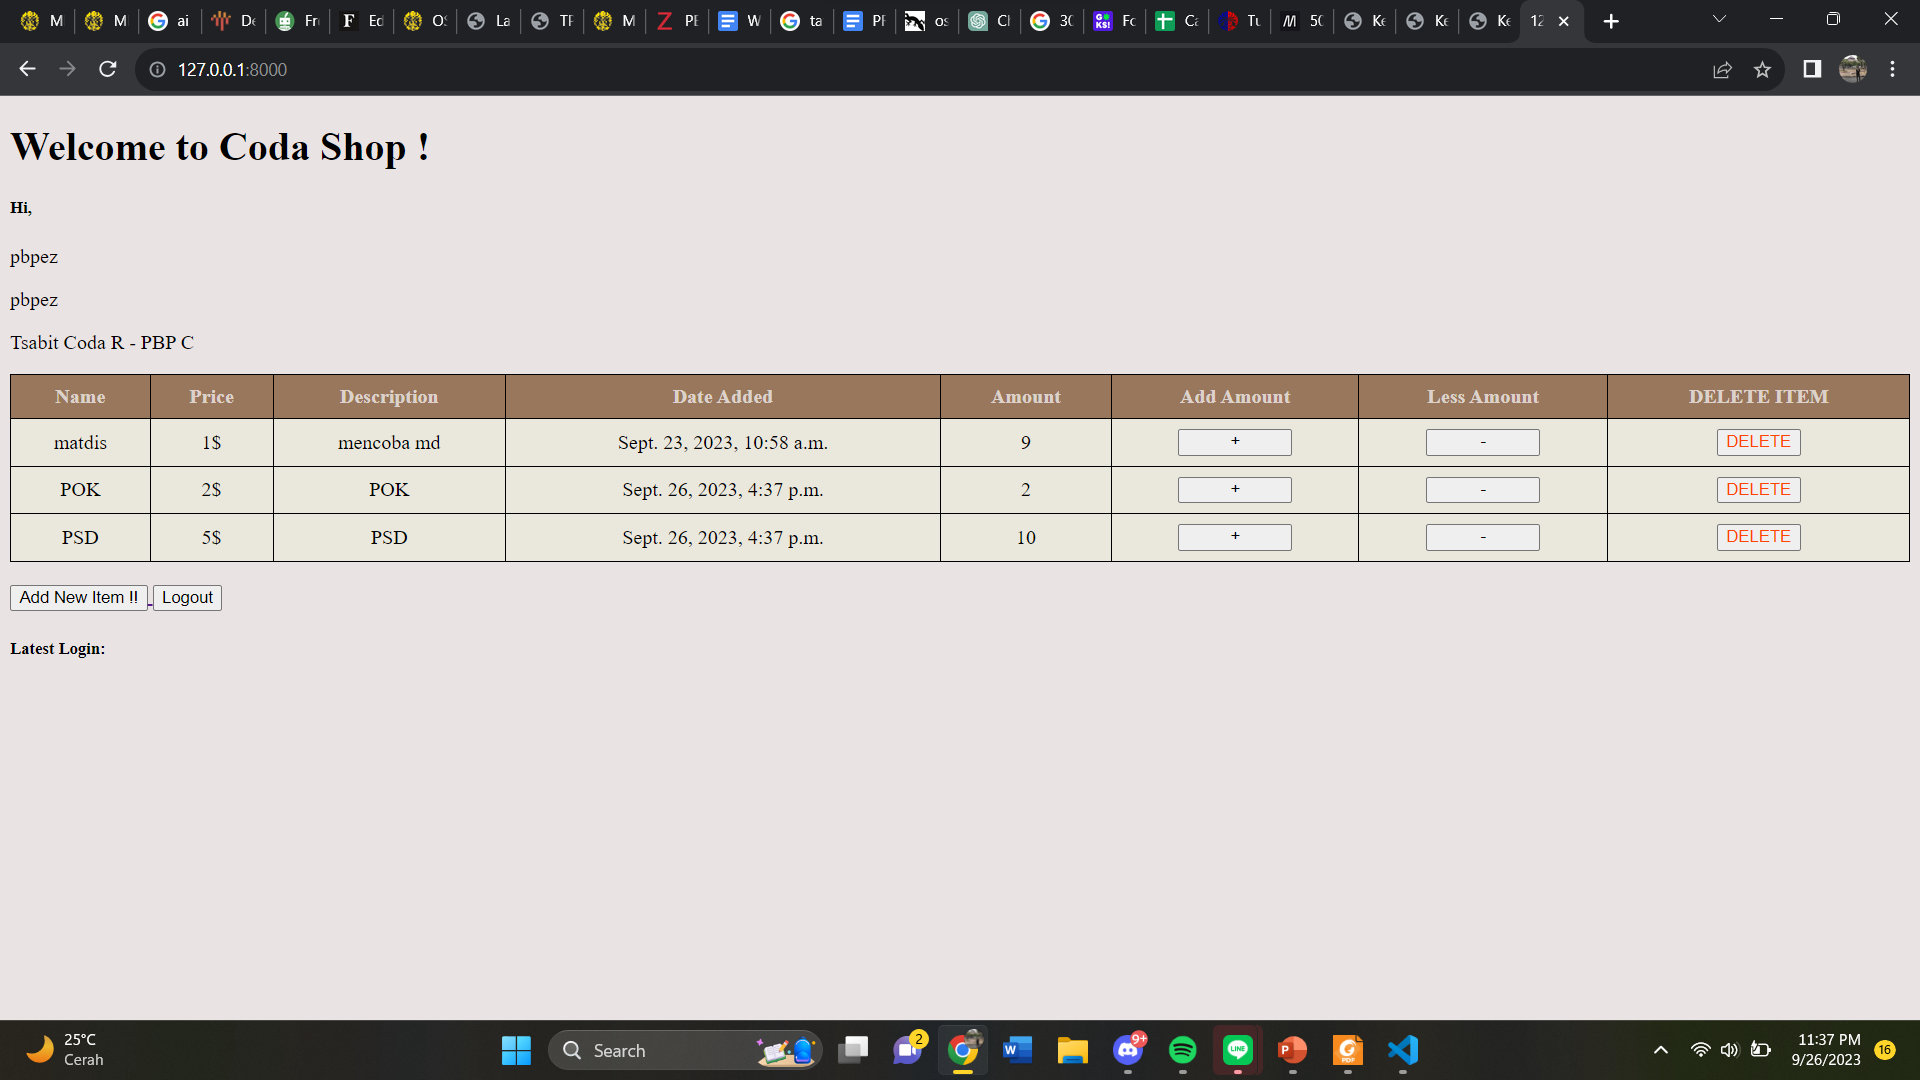 M M ai De Fr Ed OS La TF M PE W ta PF os Ch 3C Fc Ca Tu 5C Ke Ke Ke 12
127.0.0.1:8000
Welcome to Coda Shop !
Hi,
pbpez
pbpez
Tsabit Coda R - PBP C
Name Price Description Date Added Amount Add Amount Less Amount DELETE ITEM
matdis 1$ mencoba md Sept. 23, 2023, 10:58 a.m. 9 + - DELETE
POK 2$ POK Sept. 26, 2023, 4:37 p.m. 2 + - DELETE
PSD 5$ PSD Sept. 26, 2023, 4:37 p.m. 10 + - DELETE
Add New Item !! Logout
Latest Login:
25°C
Cerah
Search
2
9+
11:37 PM
9/26/2023
16